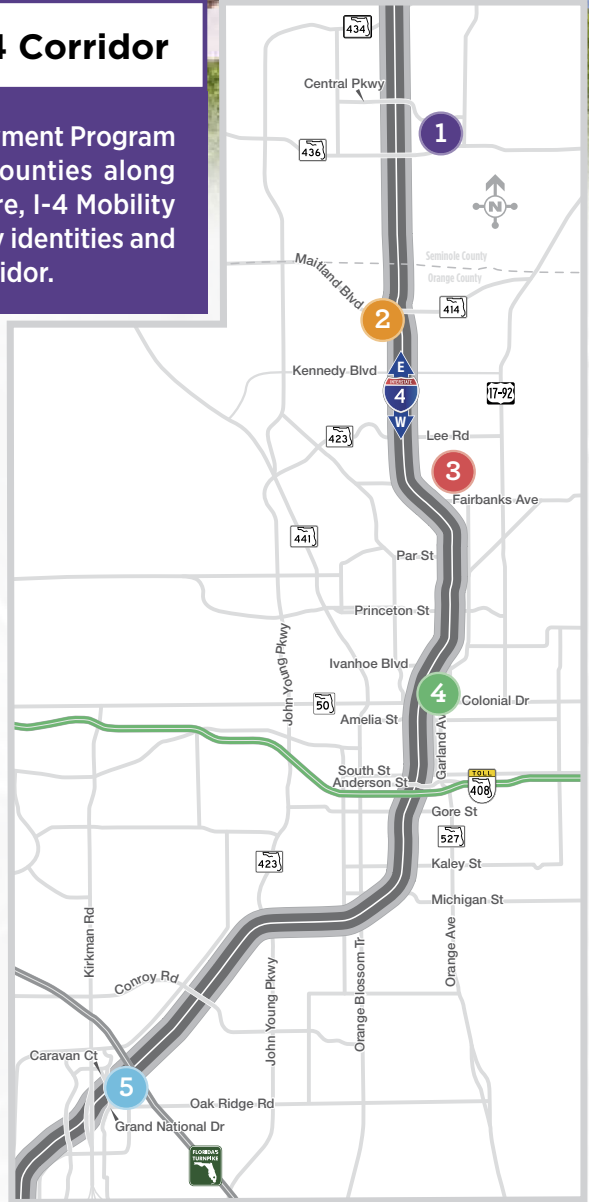 4 Corridor
ment Program
ounties along
re, I-4 Mobility
y identities and
idor.
434
Central Pkwy
1
436
N
Seminole County
Orange County
Maitland Blvd
414
2
Kennedy Blvd
E
INTERSTATE
4
W
17-92
423
Lee Rd
3
Fairbanks Ave
441
Par St
Princeton St
John Young Pkwy
Ivanhoe Blvd
4
50
Colonial Dr
Amelia St
Garland Av
South St
Anderson St
TOLL
408
Gore St
527
423
Kaley St
Michigan St
Kirkman Rd
Orange Ave
Conroy Rd
John Young Pkwy
Orange Blossom Tr
Caravan Ct
5
Oak Ridge Rd
Grand National Dr
FLORIDA'S
TURNPIKE